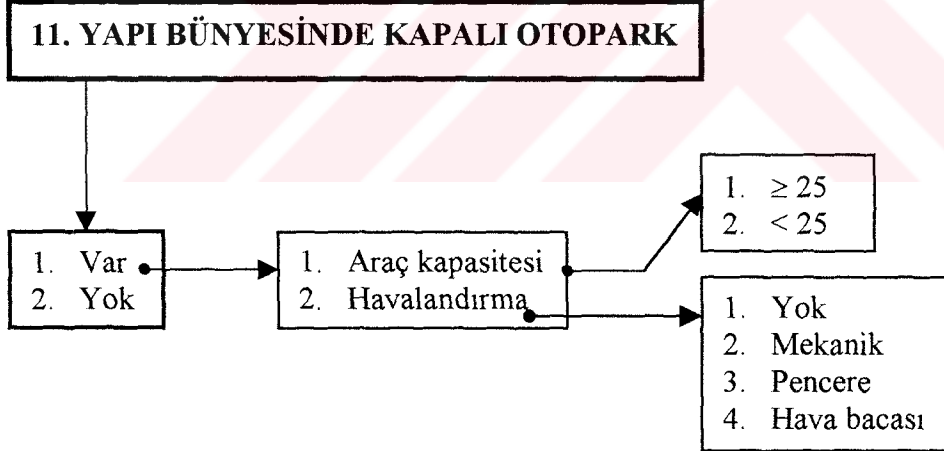 11. YAPI BÜNYESİNDE KAPALI OTOPARK
1. Var
2. Yok
1. Araç kapasitesi
2. Havalandırma
1. ≥ 25
2. < 25
1. Yok
2. Mekanik
3. Pencere
4. Hava bacası